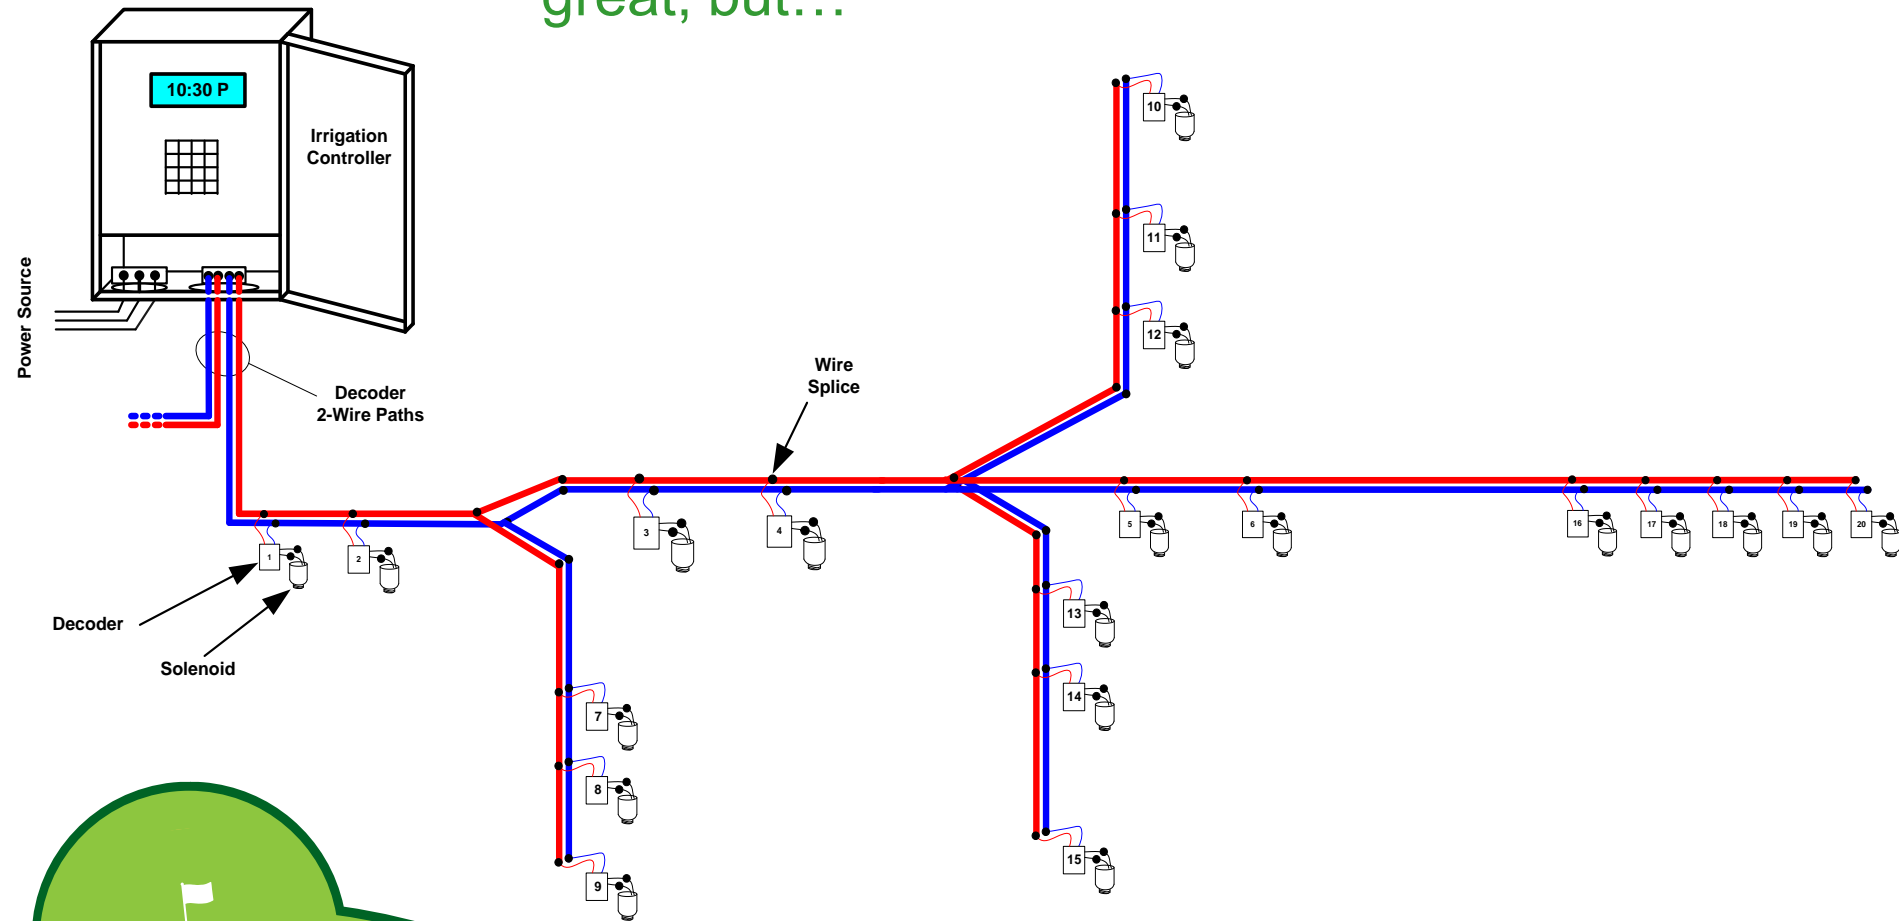 great, but…
10:30 P
Irrigation
Controller
Power Source
Decoder
2-Wire Paths
Wire
Splice
10
11
12
3
4
5
6
16
17
18
19
20
1
2
Decoder
Solenoid
13
14
7
8
15
9